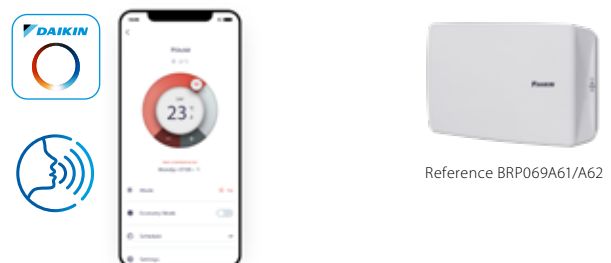 DAIKIN
House
23
Mode
Economy Mode
Schedule
Settings
DAIKIN
Reference BRP069A61/A62